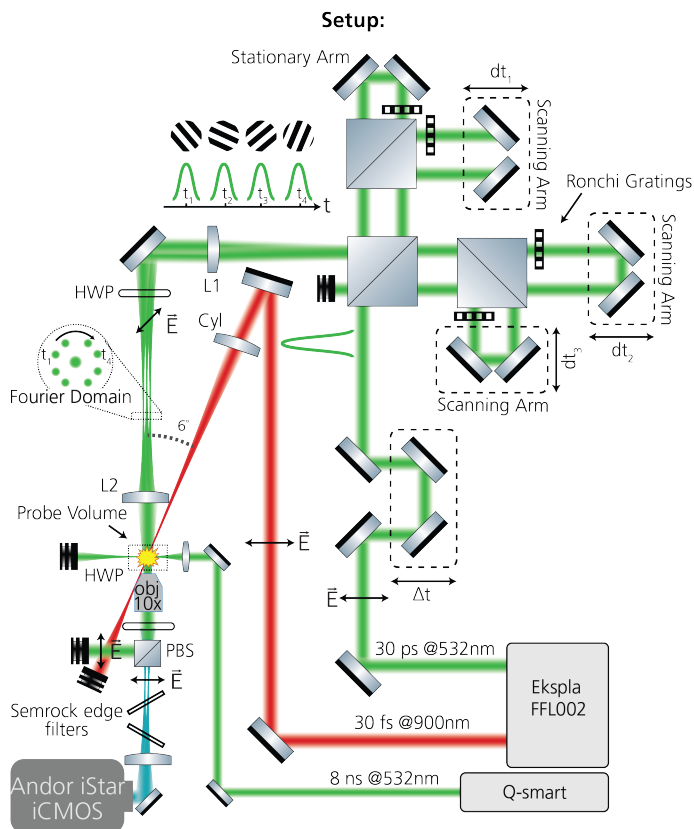 Setup:
Stationary Arm
dt1
Scanning Arm
Ronchi Gratings
t1 t2 t3 t4
t
Scanning Arm
L1
HWP
E
Cyl
dt2
dt3
Scanning Arm
t1 t4
Fourier Domain
6°
L2
Probe Volume
E
HWP
obj
10x
E
Δt
E
PBS
E
30 ps @532nm
Ekspla
FFL002
Semrock edge
filters
30 fs @900nm
8 ns @532nm
Q-smart
Andor iStar
iCMOS